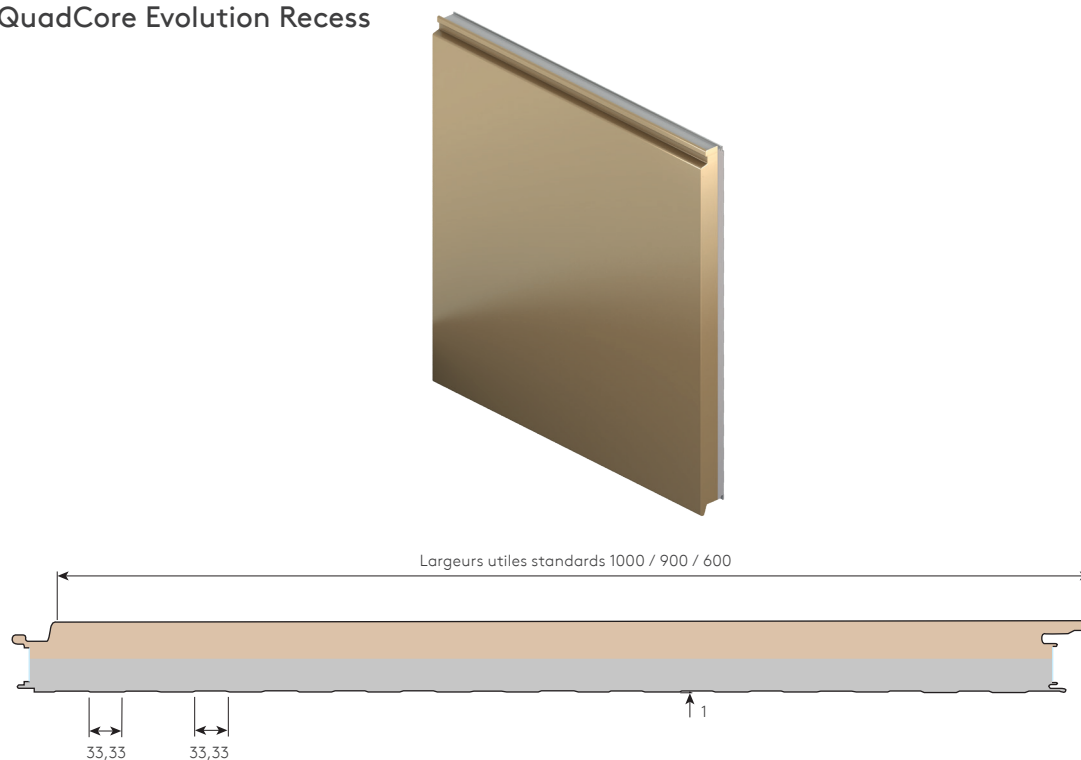 QuadCore Evolution Recess
Largeurs utiles standards 1000 / 900 / 600
1
33,33
33,33